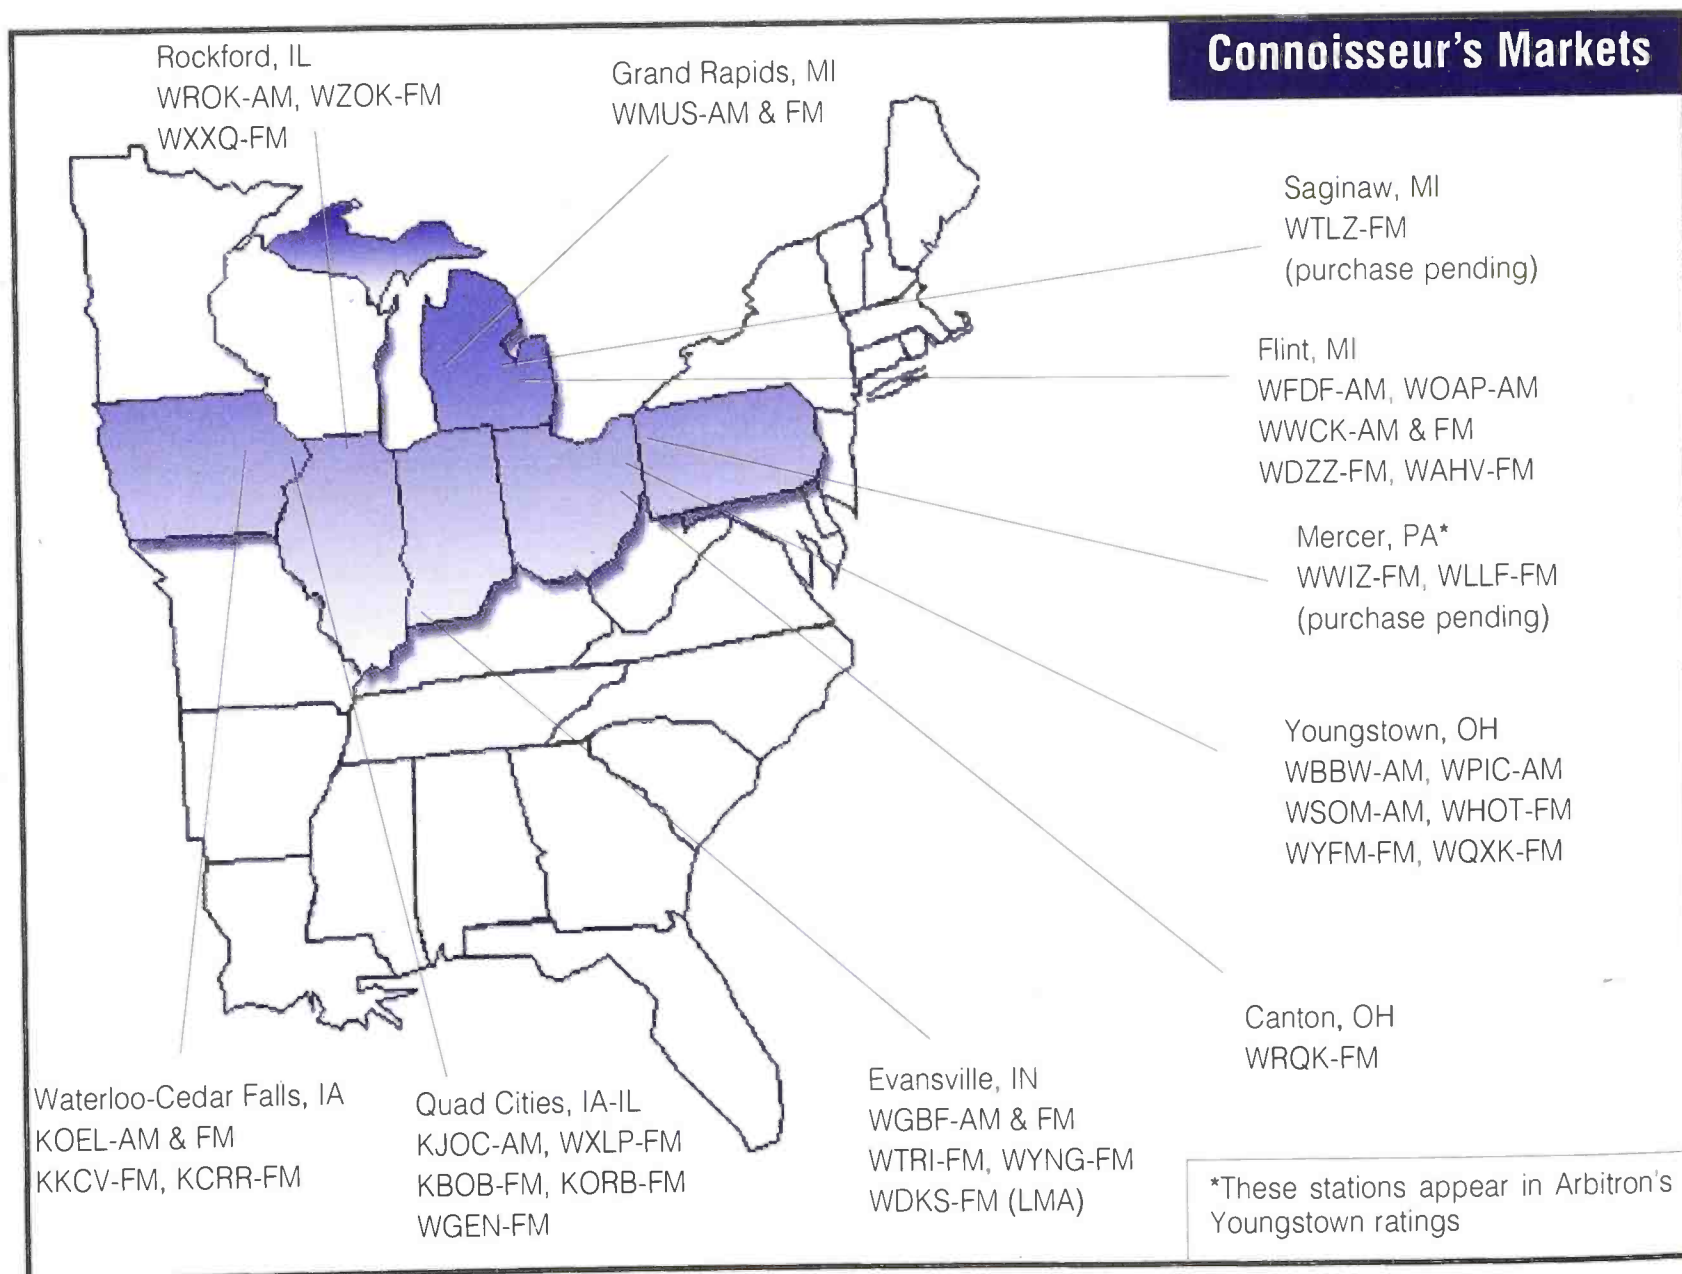 Connoisseur's Markets
Rockford, IL
WROK-AM, WZOK-FM
WXXQ-FM
Grand Rapids, MI
WMUS-AM & FM
Saginaw, MI
WTLZ-FM
(purchase pending)
Flint, MI
WFDF-AM, WOAP-AM
WWCK-AM & FM
WDZZ-FM, WAHV-FM
Mercer, PA*
WWIZ-FM, WLLF-FM
(purchase pending)
Youngstown, OH
WBBW-AM, WPIC-AM
WSOM-AM, WHOT-FM
WYFM-FM, WQXK-FM
Canton, OH
WRQK-FM
Evansville, IN
WGBF-AM & FM
WTRI-FM, WYNG-FM
WDKS-FM (LMA)
Quad Cities, IA-IL
KJOC-AM, WXLP-FM
KBOB-FM, KORB-FM
WGEN-FM
Waterloo-Cedar Falls, IA
KOEL-AM & FM
KKCV-FM, KCRR-FM
*These stations appear in Arbitron's
Youngstown ratings